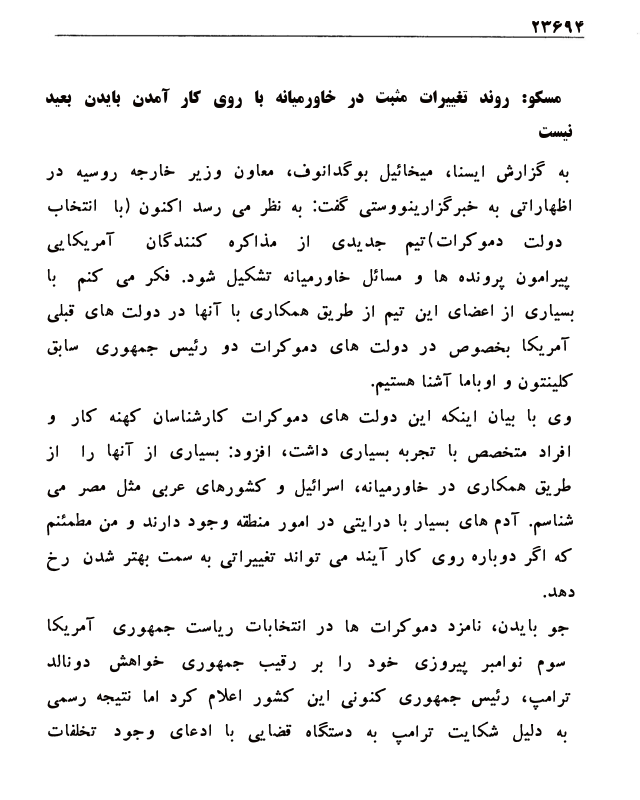 ۲۳۶۹۴
مسکو: روند تغییرات مثبت در خاورمیانه با روی کار آمدن بایدن بعید
نیست
به گزارش ایسنا، میخائیل بوگدانوف، معاون وزیر خارجه روسیه در
اظهاراتی به خبرگزارینووستی گفت: به نظر می رسد اکنون (با انتخاب
دولت دموکرات)تیم جدیدی از مذاکره کنندگان آمریکایی
پیرامون پرونده ها و مسائل خاورمیانه تشکیل شود. فکر می کنم با
بسیاری از اعضای این تیم از طریق همکاری با آنها در دولت های قبلی
آمریکا بخصوص در دولت های دموکرات دو رئیس جمهوری سابق
کلینتون و اوباما آشنا هستیم.
وی با بیان اینکه این دولت های دموکرات کارشناسان کهنه کار و
افراد متخصص با تجربه بسیاری داشت، افزود: بسیاری از آنها را از
طریق همکاری در خاورمیانه، اسرائیل و کشورهای عربی مثل مصر می
شناسم. آدم های بسیار با درایتی در امور منطقه وجود دارند و من مطمئنم
که اگر دوباره روی کار آیند می تواند تغییراتی به سمت بهتر شدن رخ
دهد.
جو بایدن، نامزد دموکرات ها در انتخابات ریاست جمهوری آمریکا
سوم نوامبر پیروزی خود را بر رقیب جمهوری خواهش دونالد
ترامپ، رئیس جمهوری کنونی این کشور اعلام کرد اما نتیجه رسمی
به دلیل شکایت ترامپ به دستگاه قضایی با ادعای وجود تخلفات